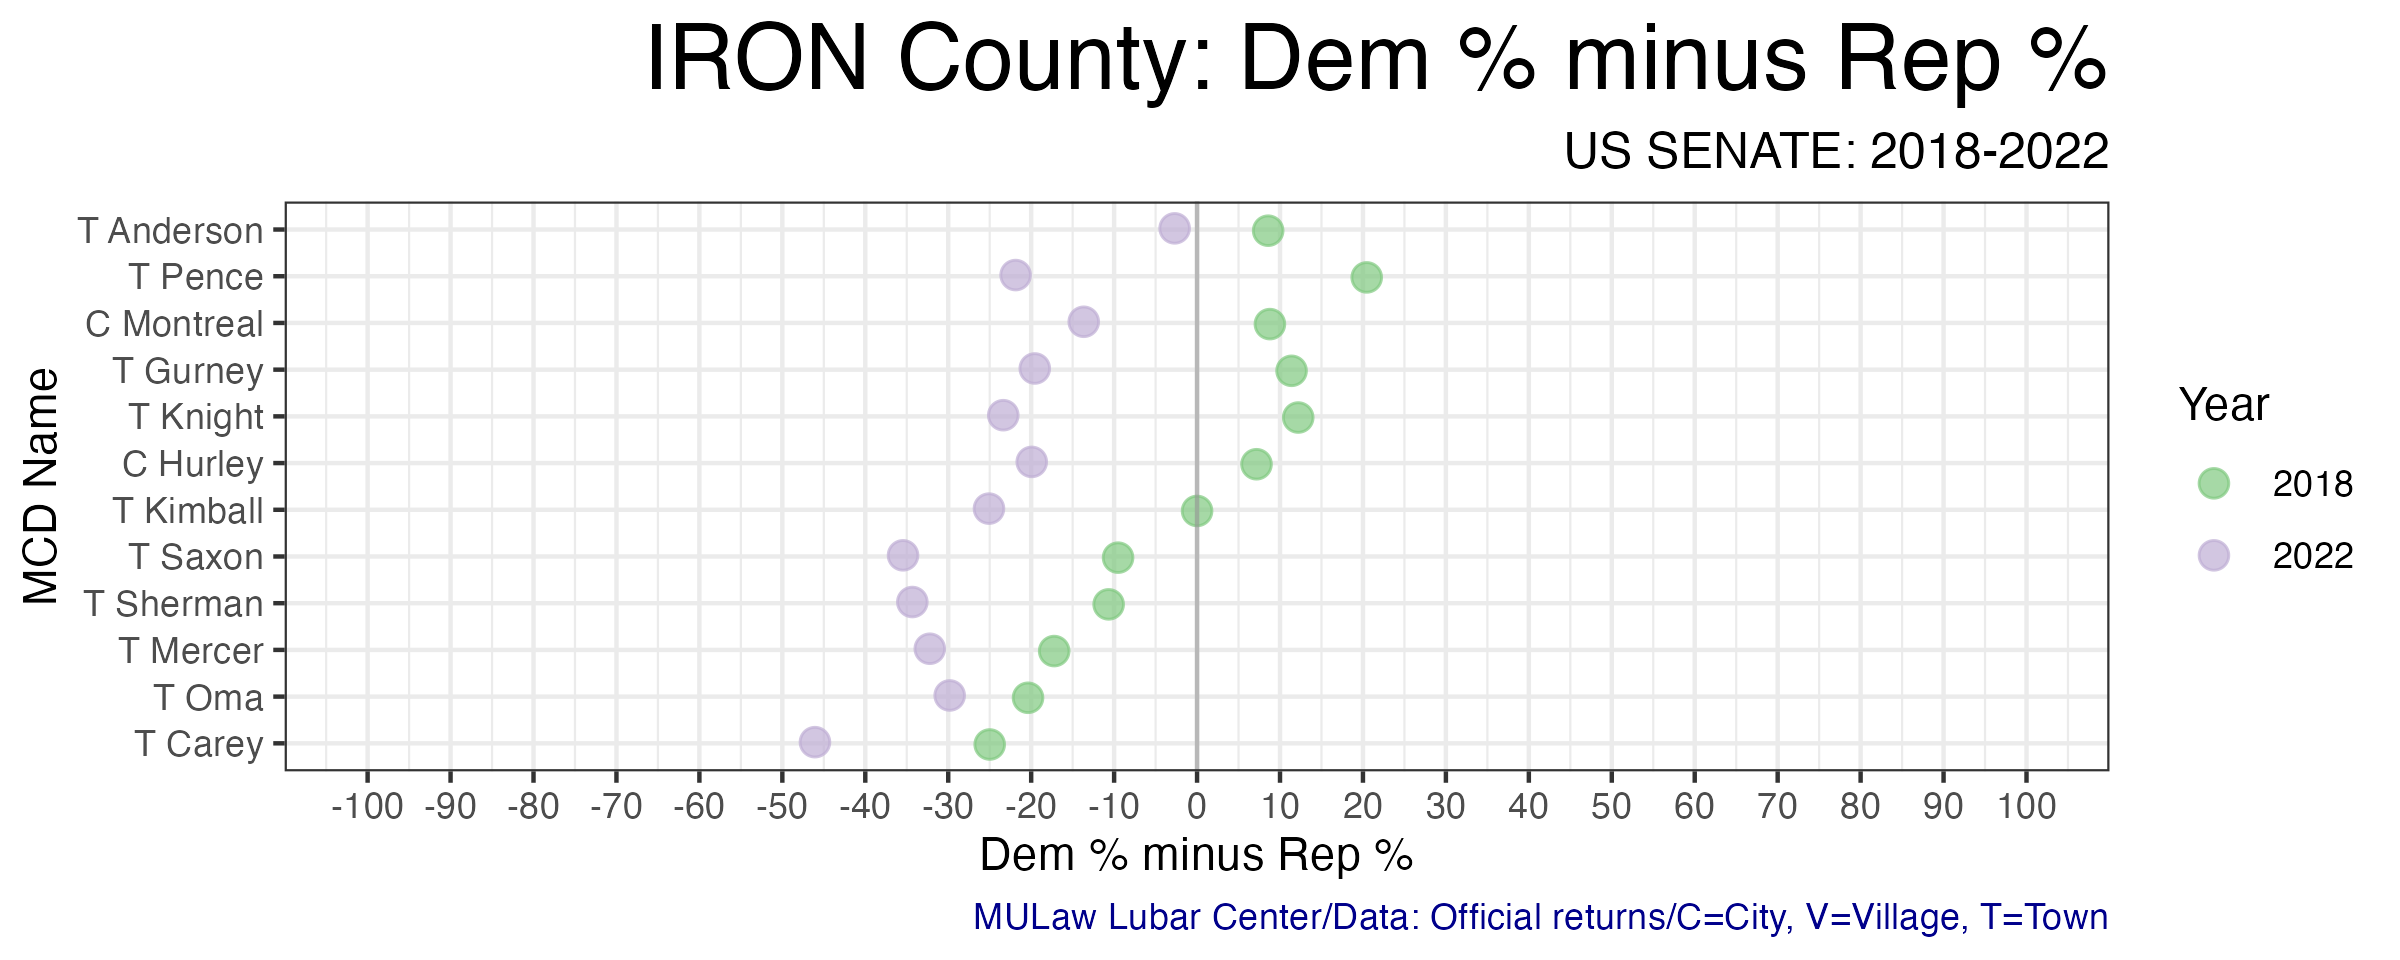 IRON County: Dem % minus Rep %
US SENATE: 2018-2022
MCD Name
T Anderson
T Pence
C Montreal
T Gurney
T Knight
C Hurley
T Kimball
T Saxon
T Sherman
T Mercer
T Oma
T Carey
-100 -90 -80 -70 -60 -50 -40 -30 -20 -10 0 10 20 30 40 50 60 70 80 90 100
Dem % minus Rep %
Year
2018
2022
MULaw Lubar Center/Data: Official returns/C=City, V=Village, T=Town